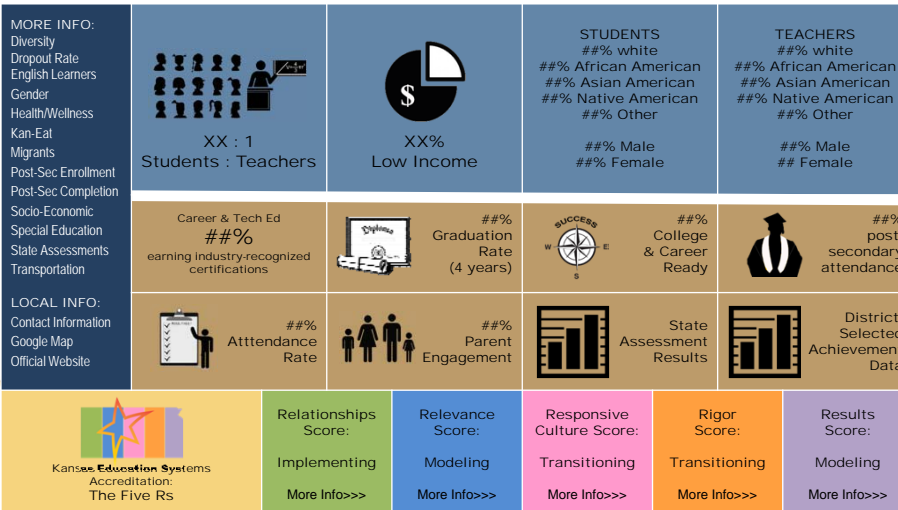 MORE INFO:
Diversity
Dropout Rate
English Learners
Gender
Health/Wellness
Kan-Eat
Migrants
Post-Sec Enrollment
Post-Sec Completion
Socio-Economic
Special Education
State Assessments
Transportation
LOCAL INFO:
Contact Information
Google Map
Official Website
$
XX : 1
Students : Teachers
XX%
Low Income
STUDENTS
##% white
##% African American
##% Asian American
##% Native American
##% Other
##% Male
##% Female
TEACHERS
##% white
##% African American
##% Asian American
##% Native American
##% Other
##% Male
## Female
Career & Tech Ed
##%
earning industry-recognized
certifications
Diploma
##%
Graduation
Rate
(4 years)
SUCCESS
W
E
S
##%
College
& Career
Ready
##%
post
secondary
attendance
##%
Atttendance
Rate
##%
Parent
Engagement
State
Assessment
Results
District
Selected
Achievement
Data
Kansas Education Systems
Accreditation:
The Five Rs
Relationships
Score:
Implementing
More Info>>>
Relevance
Score:
Modeling
More Info>>>
Responsive
Culture Score:
Transitioning
More Info>>>
Rigor
Score:
Transitioning
More Info>>>
Results
Score:
Modeling
More Info>>>